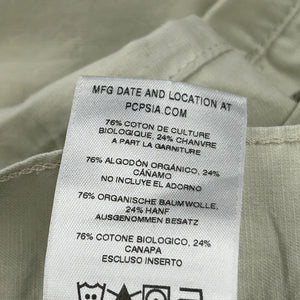 MFG DATE AND LOCATION AT
PCPSIA.COM
76% COTON DE CULTURE
BIOLOGIQUE, 24% CHANVRE
A PART LA GARNITURE
76% ALGODÓN ORGÁNICO, 24%
CÁÑAMO
NO INCLUYE EL ADORNO
76% ORGANISCHE BAUMWOLLE,
24% HANF
AUSGENOMMEN BESATZ
76% COTONE BIOLOGICO, 24%
CANAPA
ESCLUSO INSERTO